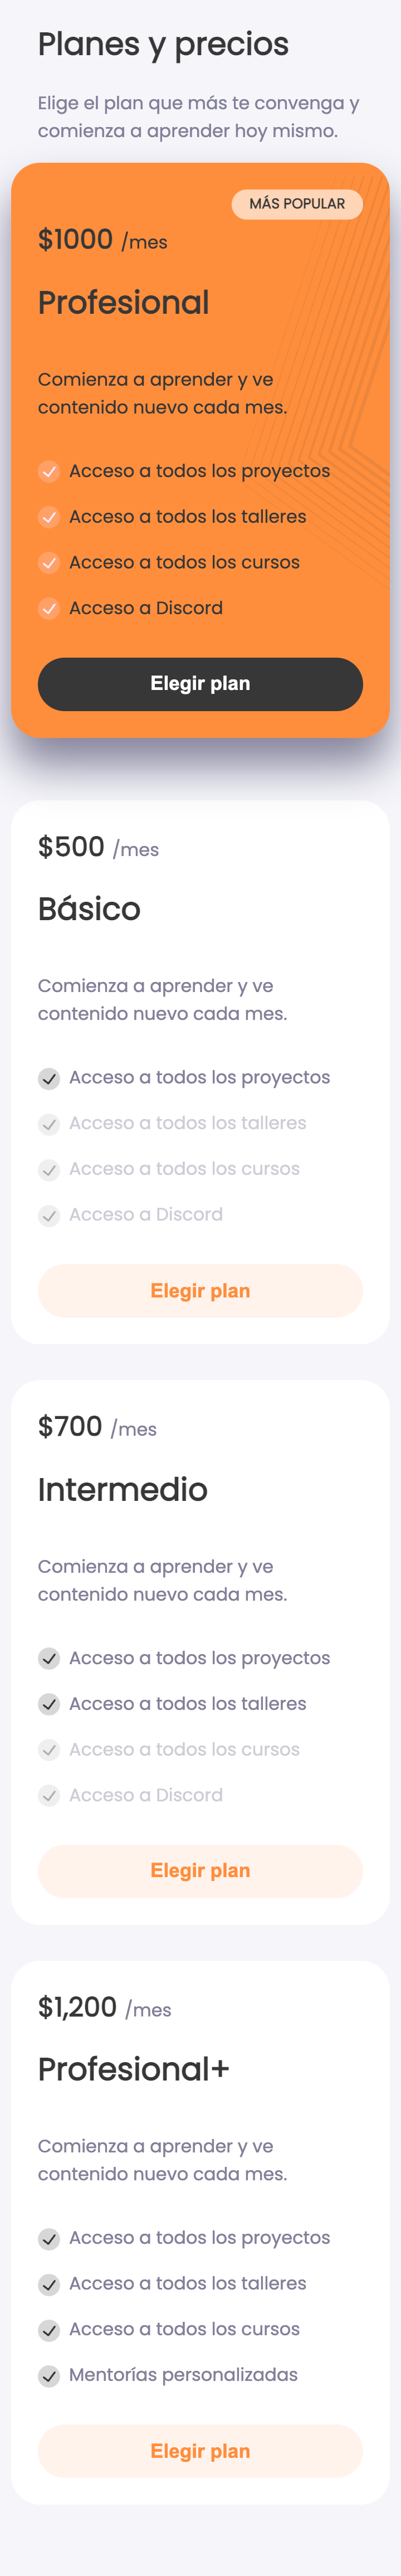 Planes y precios
Elige el plan que más te convenga y
comienza a aprender hoy mismo.
MÁS POPULAR
$1000 /mes
Profesional
Comienza a aprender y ve
contenido nuevo cada mes.
Acceso a todos los proyectos
Acceso a todos los talleres
Acceso a todos los cursos
Acceso a Discord
Elegir plan
$500 /mes
Básico
Comienza a aprender y ve
contenido nuevo cada mes.
Acceso a todos los proyectos
Acceso a todos los talleres
Acceso a todos los cursos
Acceso a Discord
Elegir plan
$700 /mes
Intermedio
Comienza a aprender y ve
contenido nuevo cada mes.
Acceso a todos los proyectos
Acceso a todos los talleres
Acceso a todos los cursos
Acceso a Discord
Elegir plan
$1,200 /mes
Profesional+
Comienza a aprender y ve
contenido nuevo cada mes.
Acceso a todos los proyectos
Acceso a todos los talleres
Acceso a todos los cursos
Mentorías personalizadas
Elegir plan